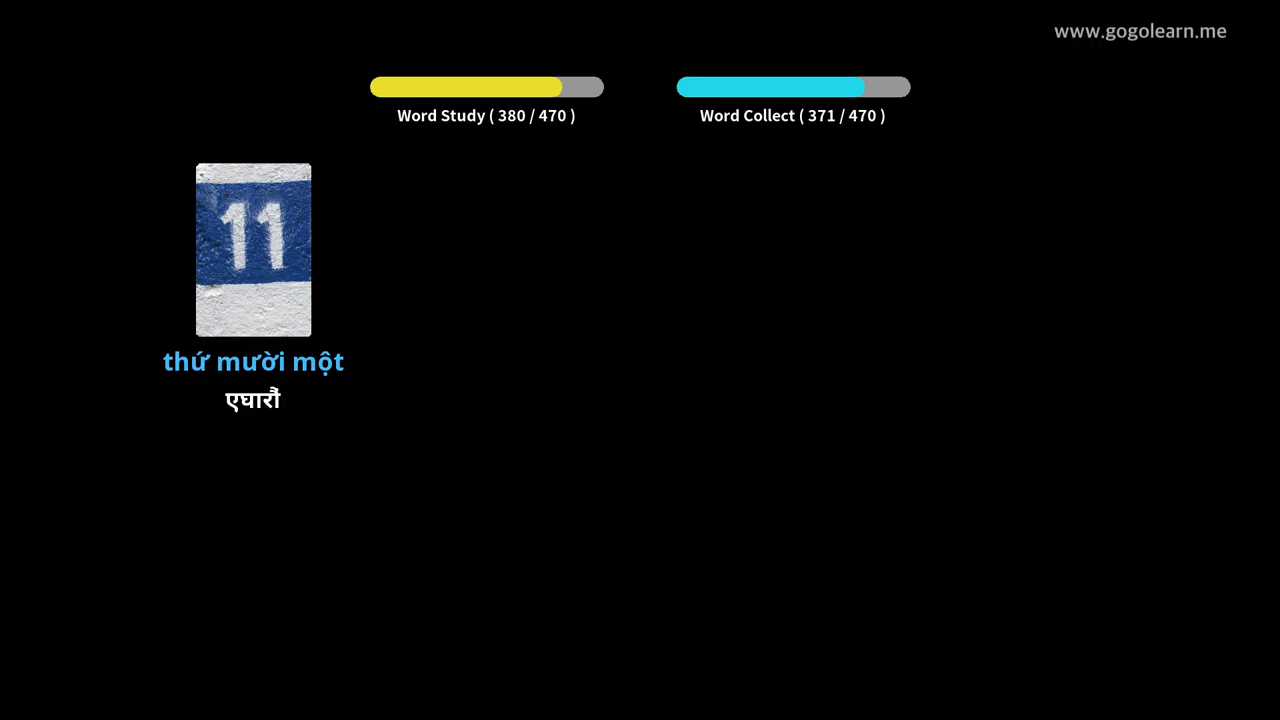 www.gogolearn.me
Word Study ( 380 / 470 )
Word Collect ( 371 / 470 )
11
thứ mười một
एघारौं